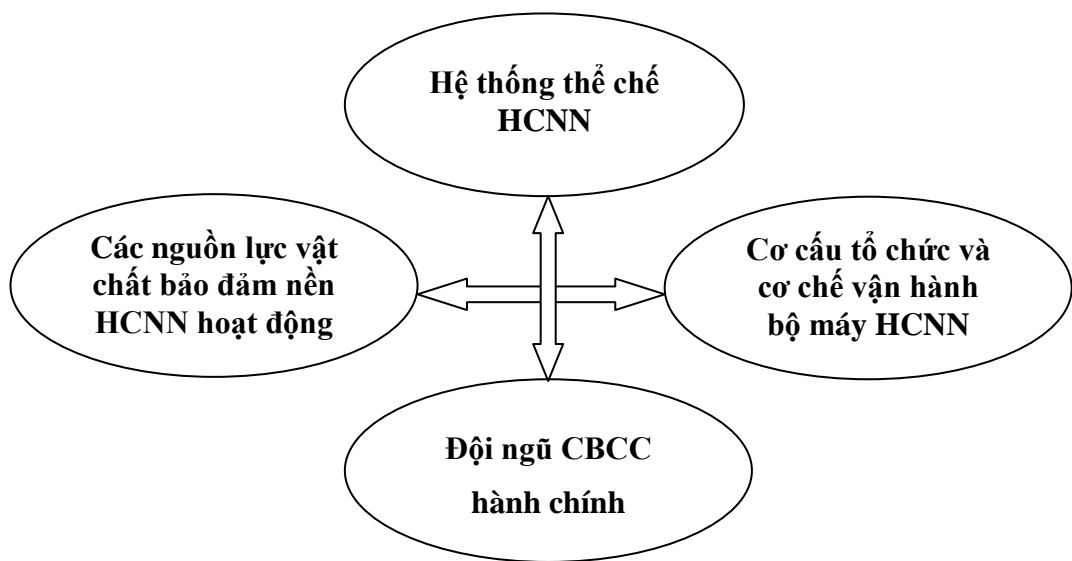 Hệ thống thể chế
HCNN
Các nguồn lực vật
chất bảo đảm nền
HCNN hoạt động
Cơ cấu tổ chức và
cơ chế vận hành
bộ máy HCNN
Đội ngũ CBCC
hành chính